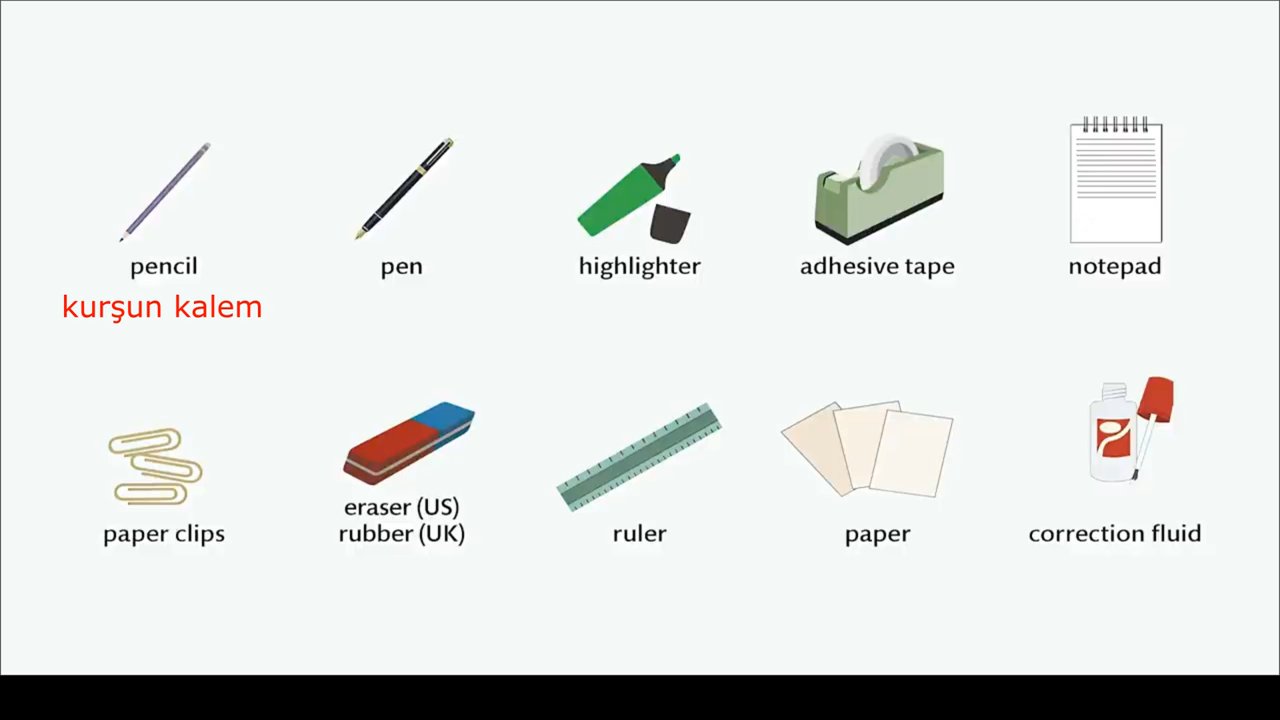 pencil
pen
highlighter
adhesive tape
notepad
kurşun kalem
paper clips
eraser (US)
rubber (UK)
ruler
paper
correction fluid